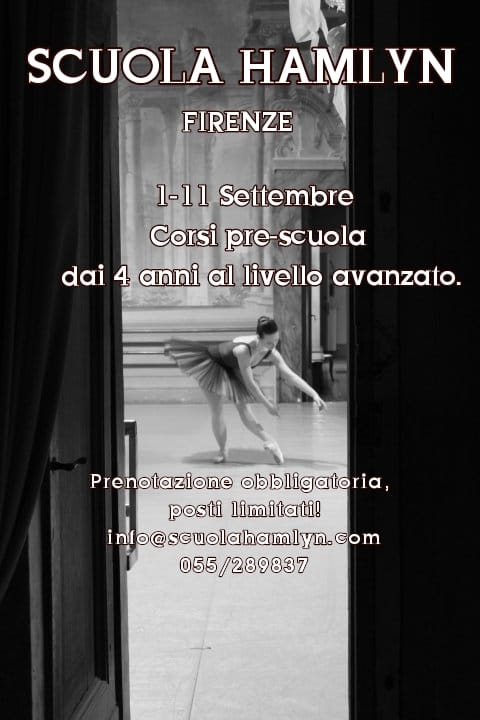 SCUOLA HAMLYN
FIRENZE
1-11 Settembre
Corsi pre-scuola
dai 4 anni al livello avanzato.
Prenotazione obbligatoria,
posti limitati!
info@scuolahamlyn.com
055/289837